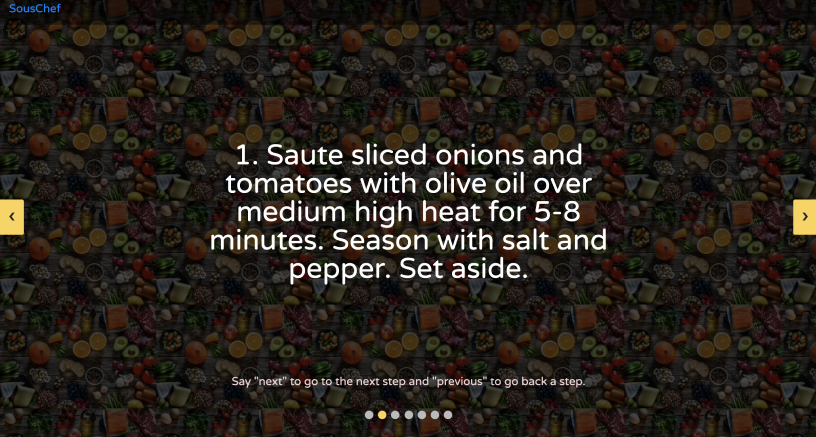 SousChef
1. Saute sliced onions and
tomatoes with olive oil over
medium high heat for 5-8
minutes. Season with salt and
pepper. Set aside.
‹
›
Say "next" to go to the next step and "previous" to go back a step.